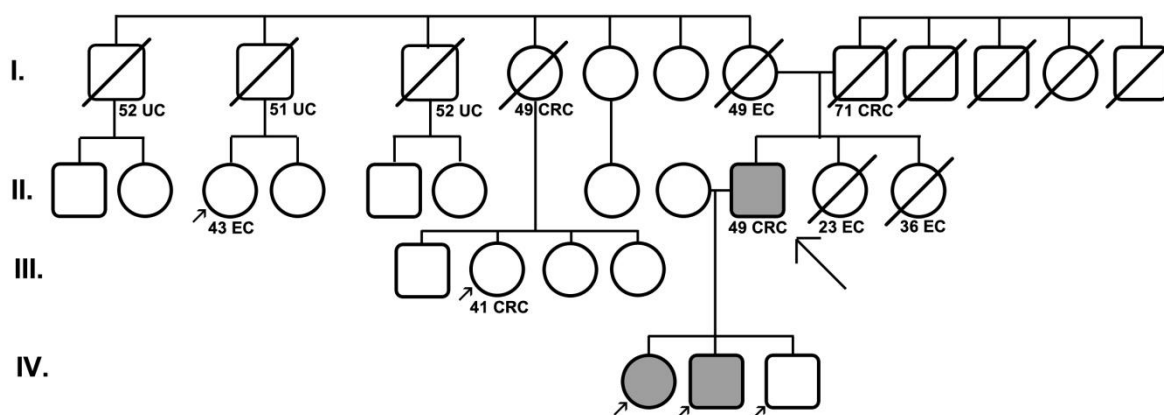 I.
52 UC
51 UC
52 UC
49 CRC
49 EC
71 CRC
II.
43 EC
49 CRC
23 EC
36 EC
III.
41 CRC
IV.